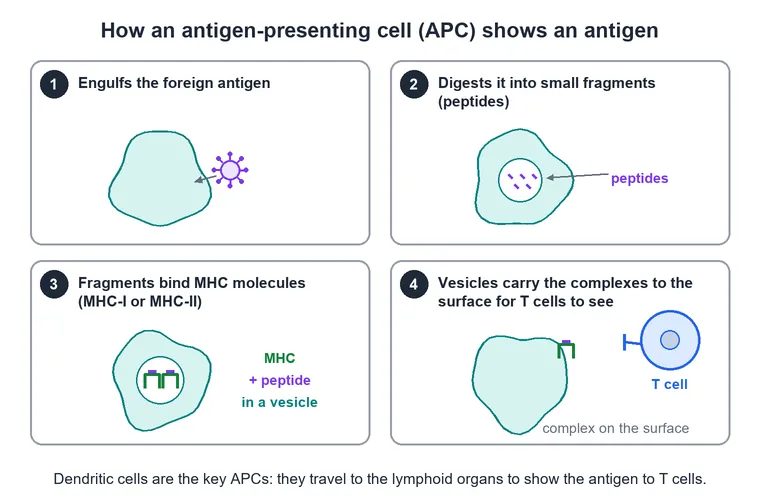 How an antigen-presenting cell (APC) shows an antigen
1
Engulfs the foreign antigen
2
Digests it into small fragments
(peptides)
peptides
3
Fragments bind MHC molecules
(MHC-I or MHC-II)
MHC
+ peptide
in a vesicle
4
Vesicles carry the complexes to the
surface for T cells to see
T cell
complex on the surface
Dendritic cells are the key APCs: they travel to the lymphoid organs to show the antigen to T cells.